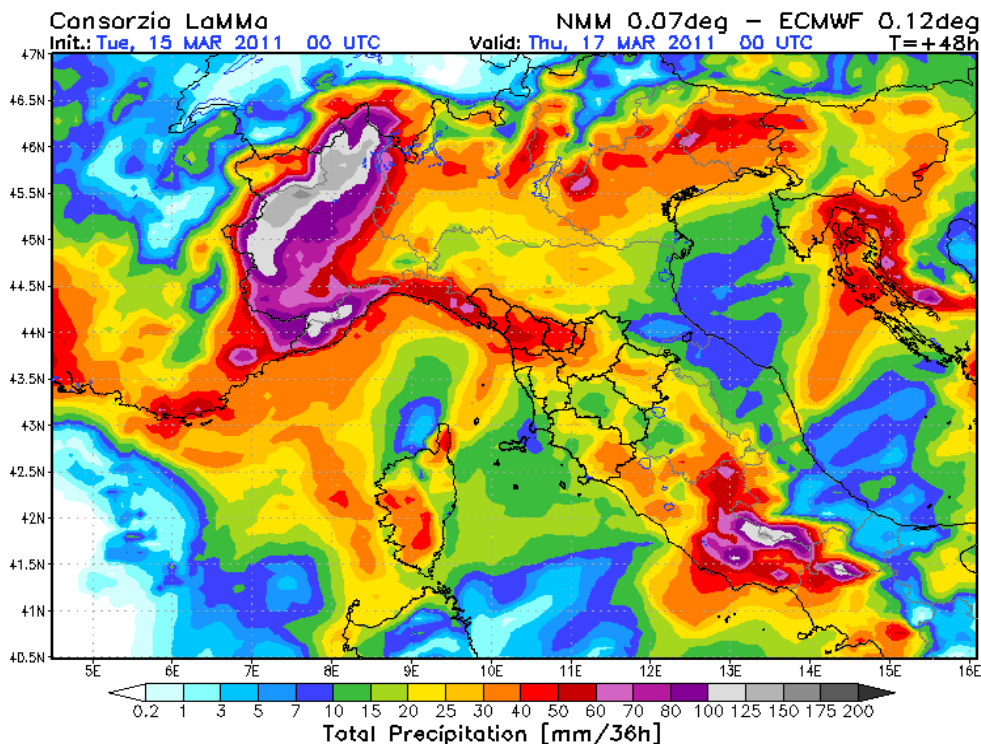 Consorzio LaMMa NMM 0.07deg – ECMWF 0.12deg
Init.: Tue, 15 MAR 2011 00 UTC Valid: Thu, 17 MAR 2011 00 UTC T=+48h
47N
46.5N
46N
45.5N
45N
44.5N
44N
43.5N
43N
42.5N
42N
41.5N
41N
40.5N
5E 6E 7E 8E 9E 10E 11E 12E 13E 14E 15E 16E
0.2 1 3 5 7 10 15 20 25 30 40 50 60 70 80 100 125 150 175 200
Total Precipitation [mm/36h]